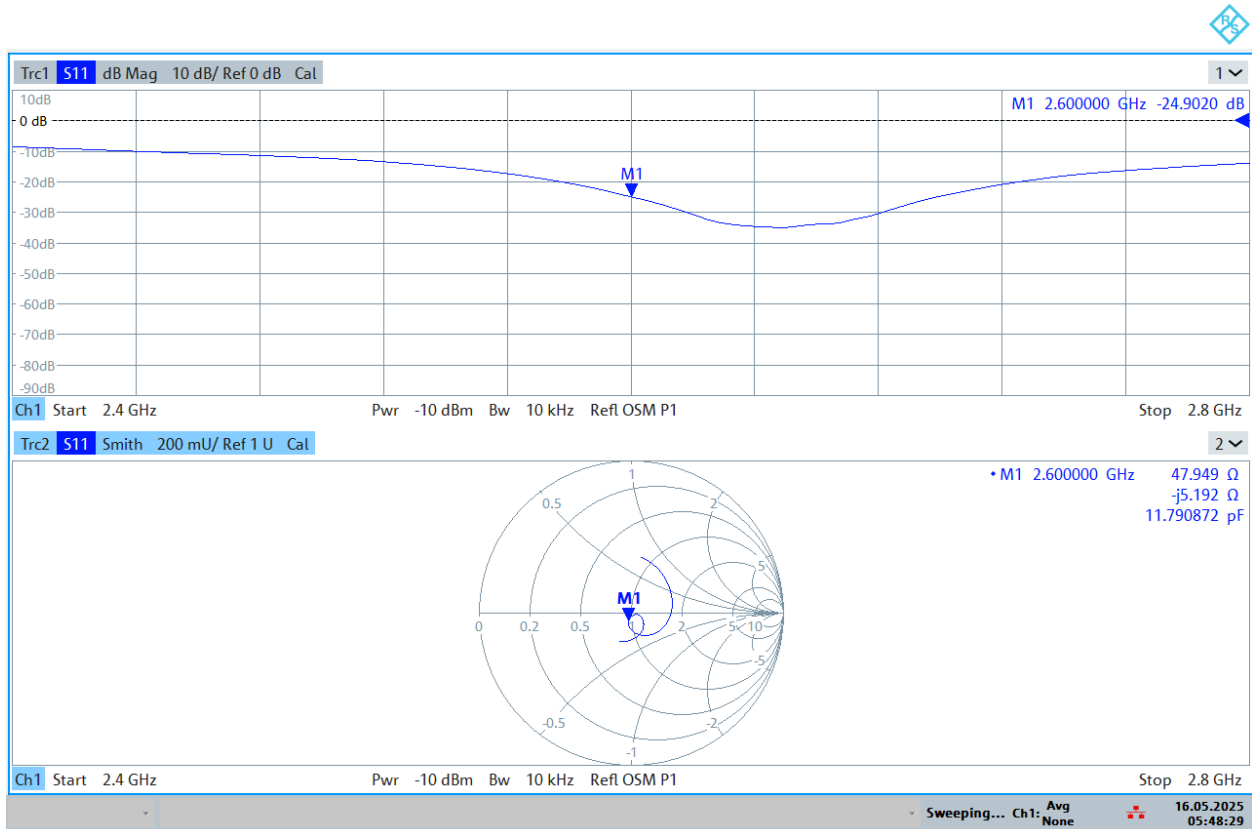 R&S
Trc1 S11 dB Mag 10 dB/ Ref 0 dB Cal 1
10dB
M1 2.600000 GHz -24.9020 dB
0 dB
-10dB
M1
-20dB
-30dB
-40dB
-50dB
-60dB
-70dB
-80dB
-90dB
Ch1 Start 2.4 GHz Pwr -10 dBm Bw 10 kHz Refl OSM P1 Stop 2.8 GHz
Trc2 S11 Smith 200 mU/ Ref 1 U Cal 2
• M1 2.600000 GHz 47.949 Ω
-j5.192 Ω
11.790872 pF
1
0.5 2
5
M1
0 0.2 0.5 1 2 5 10
-5
-0.5 -2
-1
Ch1 Start 2.4 GHz Pwr -10 dBm Bw 10 kHz Refl OSM P1 Stop 2.8 GHz
Sweeping... Ch1: Avg None 16.05.2025
05:48:29